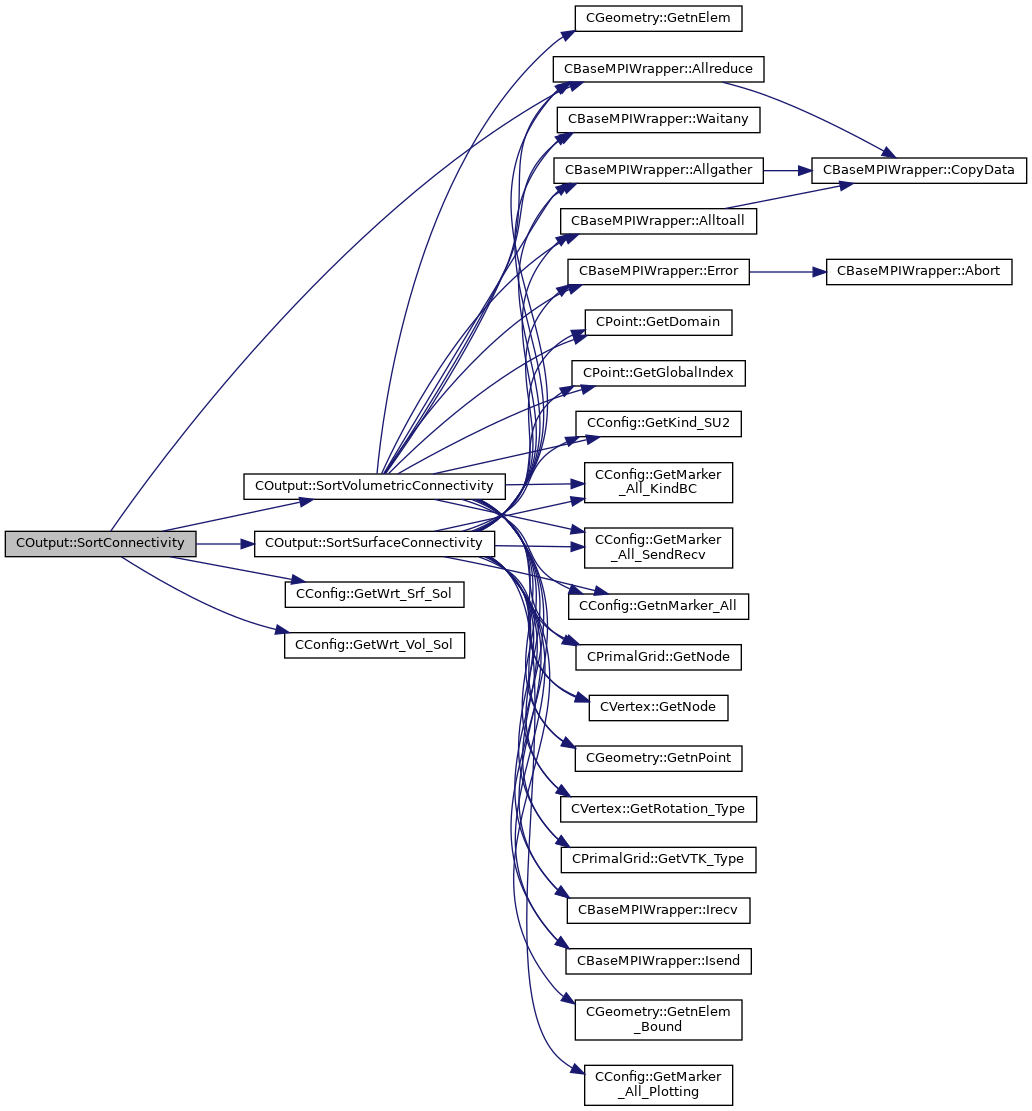 CGeometry::GetnElem
CBaseMPIWrapper::Allreduce
CBaseMPIWrapper::Waitany
CBaseMPIWrapper::Allgather
CBaseMPIWrapper::CopyData
CBaseMPIWrapper::Alltoall
CBaseMPIWrapper::Error
CBaseMPIWrapper::Abort
CPoint::GetDomain
CPoint::GetGlobalIndex
CConfig::GetKind_SU2
CConfig::GetMarker
_All_KindBC
COutput::SortVolumetricConnectivity
COutput::SortConnectivity
COutput::SortSurfaceConnectivity
CConfig::GetMarker
_All_SendRecv
CConfig::GetWrt_Srf_Sol
CConfig::GetnMarker_All
CConfig::GetWrt_Vol_Sol
CPrimalGrid::GetNode
CVertex::GetNode
CGeometry::GetnPoint
CVertex::GetRotation_Type
CPrimalGrid::GetVTK_Type
CBaseMPIWrapper::Irecv
CBaseMPIWrapper::Isend
CGeometry::GetnElem
_Bound
CConfig::GetMarker
_All_Plotting